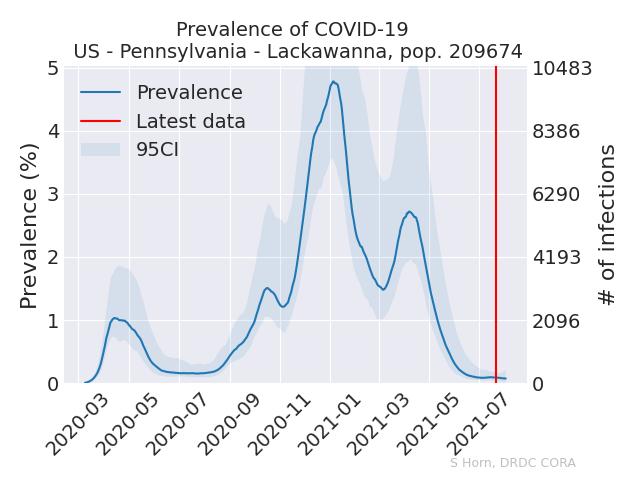 Prevalence of COVID-19
US - Pennsylvania - Lackawanna, pop. 209674
Prevalence (%)
5
4
3
2
1
0
Prevalence
Latest data
95CI
10483
8386
6290
4193
2096
0
# of infections
2020-03
2020-05
2020-07
2020-09
2020-11
2021-01
2021-03
2021-05
2021-07
S Horn, DRDC CORA